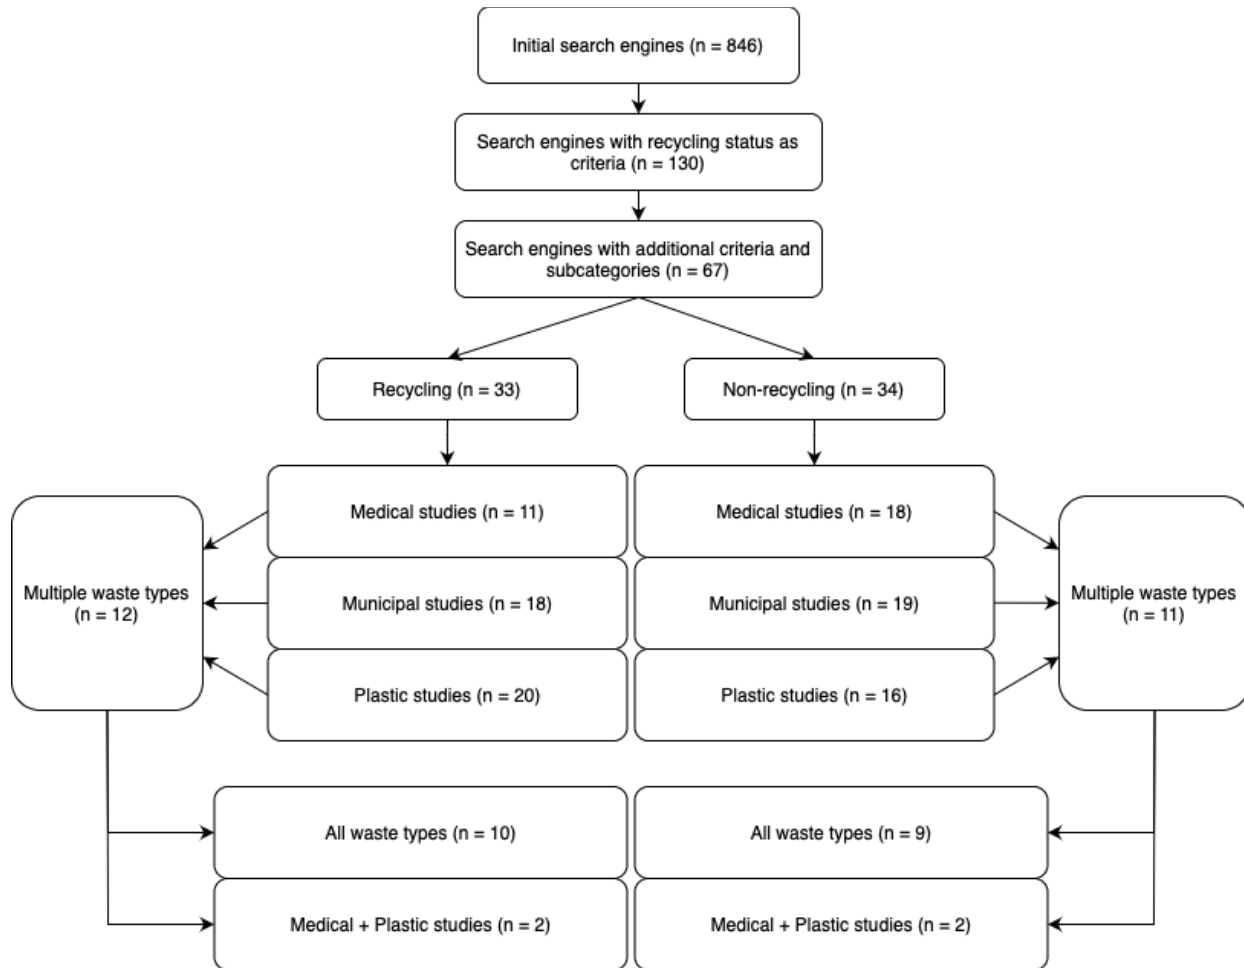 Initial search engines (n = 846)
Search engines with recycling status as
criteria (n = 130)
Search engines with additional criteria and
subcategories (n = 67)
Recycling (n = 33)
Non-recycling (n = 34)
Medical studies (n = 11)
Medical studies (n = 18)
Multiple waste types
(n = 12)
Municipal studies (n = 18)
Municipal studies (n = 19)
Multiple waste types
(n = 11)
Plastic studies (n = 20)
Plastic studies (n = 16)
All waste types (n = 10)
All waste types (n = 9)
Medical + Plastic studies (n = 2)
Medical + Plastic studies (n = 2)